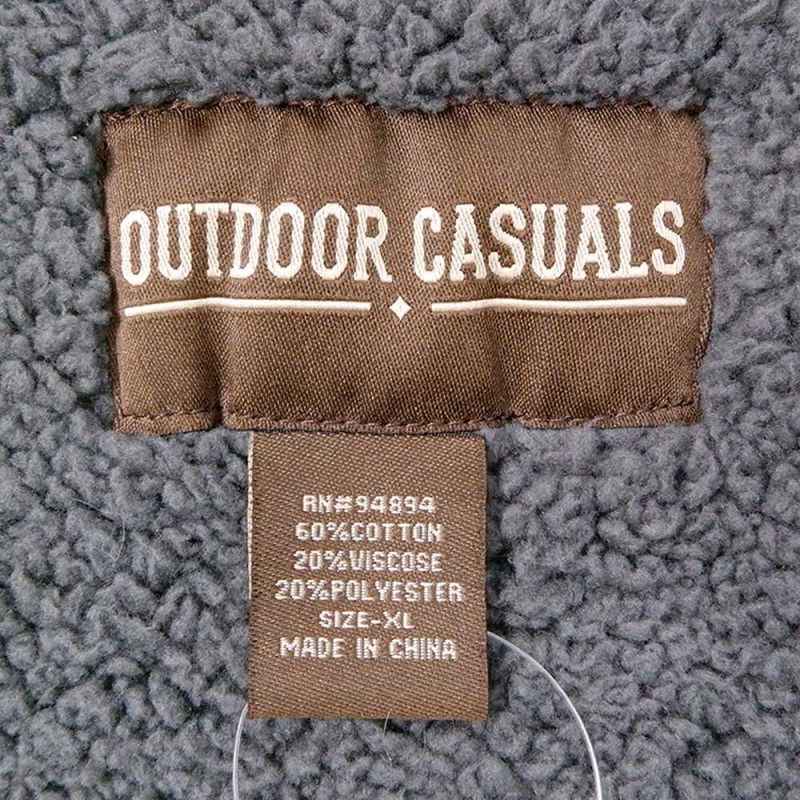 OUTDOOR CASUALS
RN#94894
60%COTTON
20%VISCOSE
20%POLYESTER
SIZE-XL
MADE IN CHINA